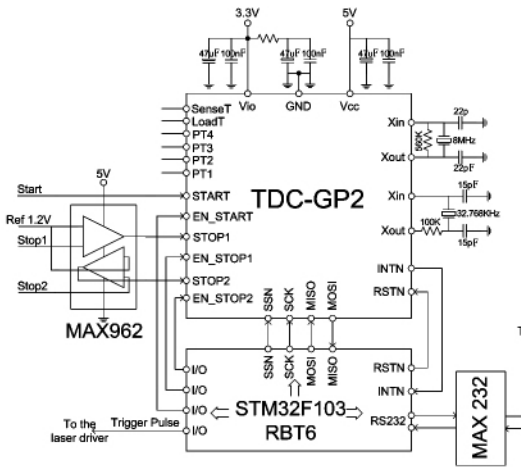 3.3V 5V
47uF 100nF 47uF 100nF 47uF 100nF
Vio GND Vcc
SenseT
LoadT
PT4
PT3
PT2
PT1
Xin 22p
560K 8MHz
Xout 22pF
Xin 15pF
32.768KHz
Xout 100K 15pF
TDC-GP2
Start START
5V
EN_START
Ref 1.2V
Stop1 STOP1
EN_STOP1
STOP2
Stop2 EN_STOP2
MAX962
INTN
RSTN
SSN SCK MISO MOSI
SSN SCK MOSI MISO
I/O
I/O
I/O
I/O
STM32F103
RBT6
RSTN
INTN
RS232
MAX 232
To the
laser driver
Trigger Pulse
T